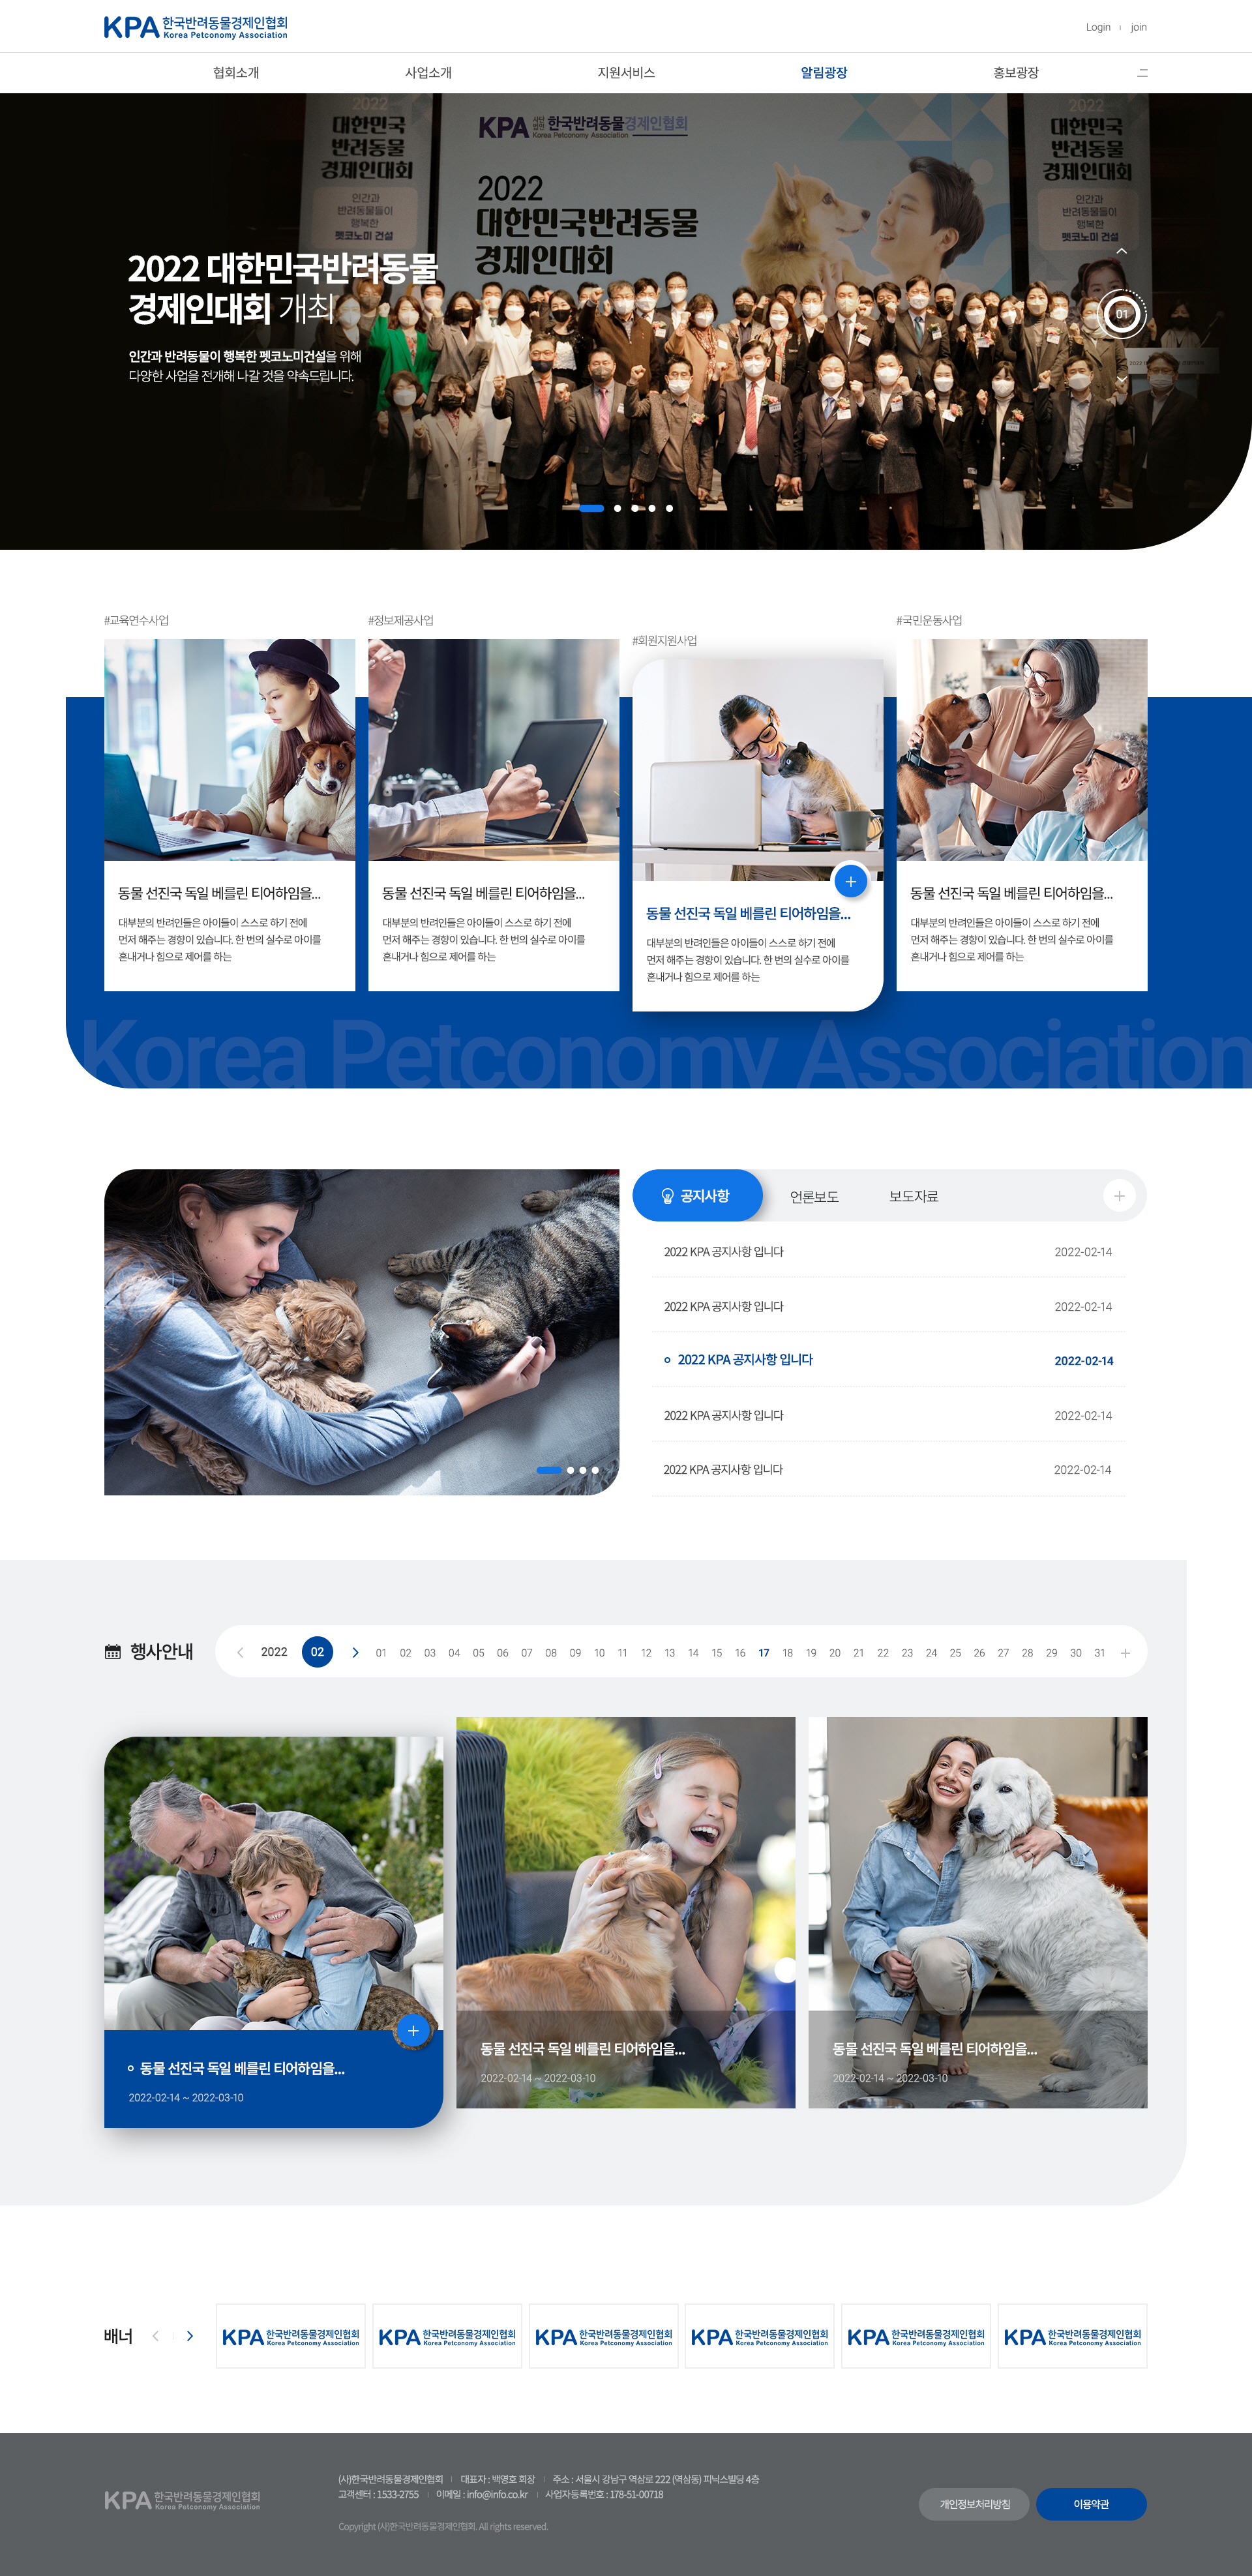 KPA 한국반려동물경제인협회
Korea Petconomy Association
Login
join
협회소개
사업소개
지원서비스
알림광장
홍보광장
2022
대한민국
반려동물
경제인대회
인간과
반려동물들이
행복한
펫코노미 건설
KPA 사단법인 한국반려동물경제인협회
Korea Petconomy Association
2022
대한민국반려동물
경제인대회
2022
대한민국
반려동물
경제인대회
인간과
반려동물들이
행복한
펫코노미 건설
2022 대한민국반려동물
경제인대회 개최
인간과 반려동물이 행복한 펫코노미건설을 위해
다양한 사업을 전개해 나갈 것을 약속드립니다.
01
#교육연수사업
동물 선진국 독일 베를린 티어하임을...
대부분의 반려인들은 아이들이 스스로 하기 전에
먼저 해주는 경향이 있습니다. 한 번의 실수로 아이를
혼내거나 힘으로 제어를 하는
#정보제공사업
동물 선진국 독일 베를린 티어하임을...
대부분의 반려인들은 아이들이 스스로 하기 전에
먼저 해주는 경향이 있습니다. 한 번의 실수로 아이를
혼내거나 힘으로 제어를 하는
#회원지원사업
동물 선진국 독일 베를린 티어하임을...
대부분의 반려인들은 아이들이 스스로 하기 전에
먼저 해주는 경향이 있습니다. 한 번의 실수로 아이를
혼내거나 힘으로 제어를 하는
#국민운동사업
동물 선진국 독일 베를린 티어하임을...
대부분의 반려인들은 아이들이 스스로 하기 전에
먼저 해주는 경향이 있습니다. 한 번의 실수로 아이를
혼내거나 힘으로 제어를 하는
Korea Petconomy Association
공지사항
언론보도
보도자료
2022 KPA 공지사항 입니다 2022-02-14
2022 KPA 공지사항 입니다 2022-02-14
2022 KPA 공지사항 입니다 2022-02-14
2022 KPA 공지사항 입니다 2022-02-14
2022 KPA 공지사항 입니다 2022-02-14
행사안내
2022 02 01 02 03 04 05 06 07 08 09 10 11 12 13 14 15 16 17 18 19 20 21 22 23 24 25 26 27 28 29 30 31
동물 선진국 독일 베를린 티어하임을...
2022-02-14 ~ 2022-03-10
동물 선진국 독일 베를린 티어하임을...
2022-02-14 ~ 2022-03-10
동물 선진국 독일 베를린 티어하임을...
2022-02-14 ~ 2022-03-10
배너
KPA 한국반려동물경제인협회
Korea Petconomy Association
KPA 한국반려동물경제인협회
Korea Petconomy Association
KPA 한국반려동물경제인협회
Korea Petconomy Association
KPA 한국반려동물경제인협회
Korea Petconomy Association
KPA 한국반려동물경제인협회
Korea Petconomy Association
KPA 한국반려동물경제인협회
Korea Petconomy Association
KPA 한국반려동물경제인협회
Korea Petconomy Association
(사)한국반려동물경제인협회 | 대표자 : 백영호 회장 | 주소 : 서울시 강남구 역삼로 222 (역삼동) 피닉스빌딩 4층
고객센터 : 1533-2755 | 이메일 : info@info.co.kr | 사업자등록번호 : 178-51-00718
Copyright (사)한국반려동물경제인협회. All rights reserved.
개인정보처리방침
이용약관